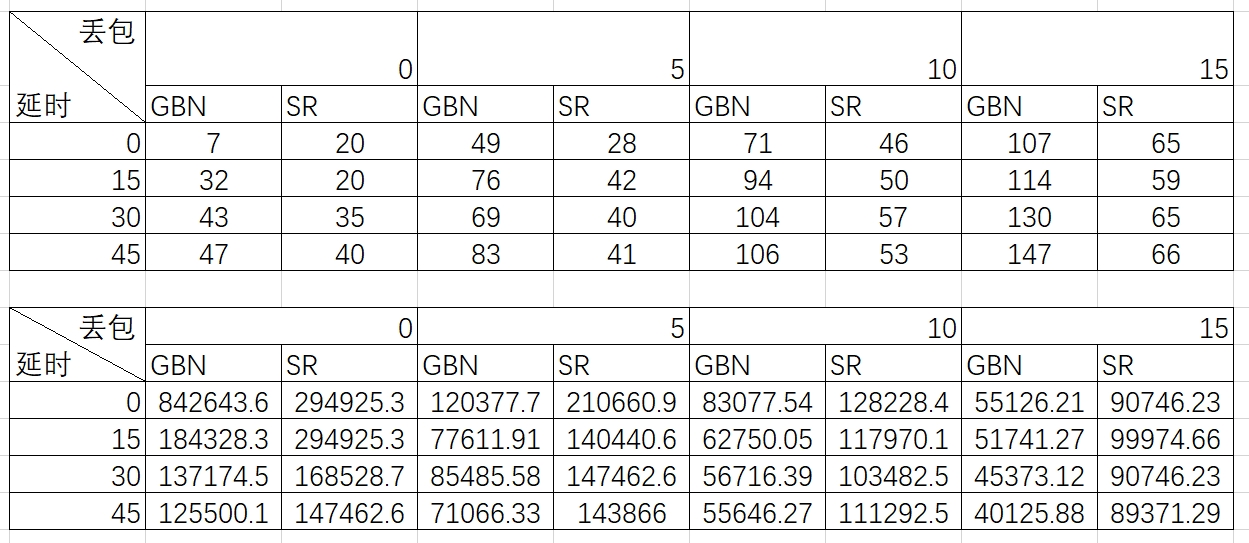 丢包
延时
0 5 10 15
GBN SR GBN SR GBN SR GBN SR
0 7 20 49 28 71 46 107 65
15 32 20 76 42 94 50 114 59
30 43 35 69 40 104 57 130 65
45 47 40 83 41 106 53 147 66
丢包
延时
0 5 10 15
GBN SR GBN SR GBN SR GBN SR
0 842643.6 294925.3 120377.7 210660.9 83077.54 128228.4 55126.21 90746.23
15 184328.3 294925.3 77611.91 140440.6 62750.05 117970.1 51741.27 99974.66
30 137174.5 168528.7 85485.58 147462.6 56716.39 103482.5 45373.12 90746.23
45 125500.1 147462.6 71066.33 143866 55646.27 111292.5 40125.88 89371.29